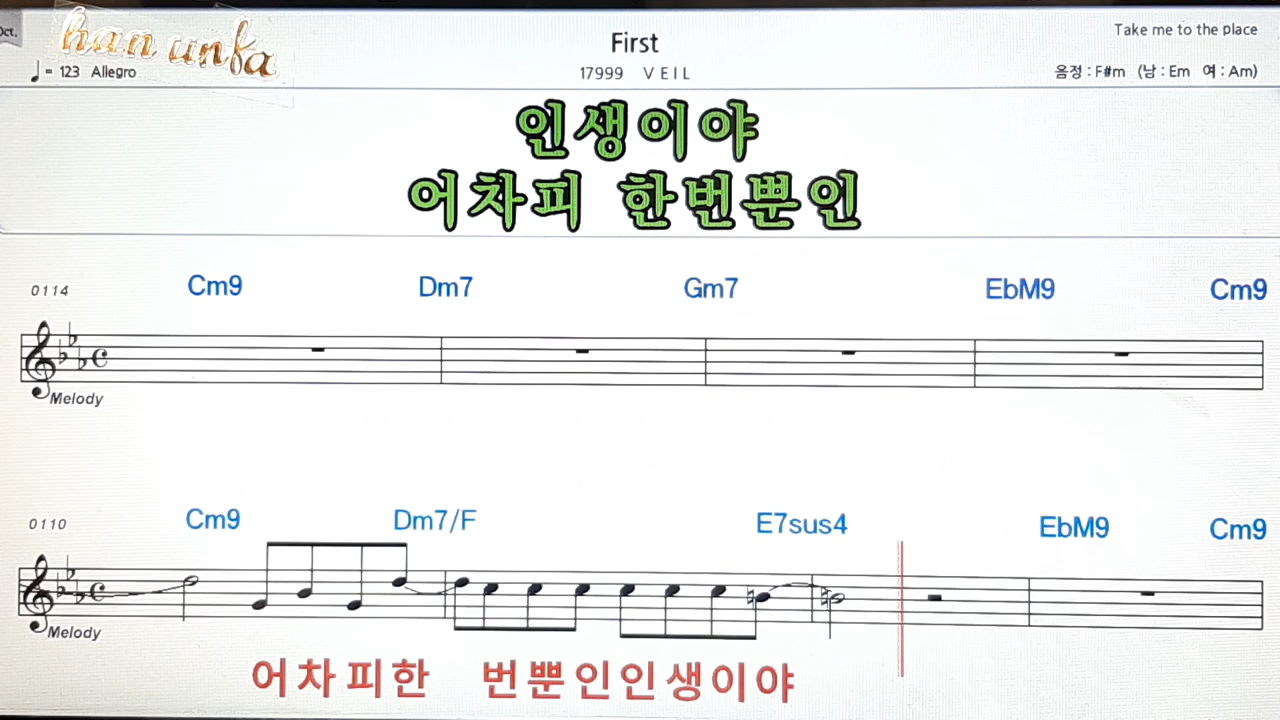 Oct.
han unfa
First
Take me to the place
♩= 123 Allegro
17999 VEIL
음정 : F#m (남 : Em 여 : Am)
인생이야
어차피 한번뿐인
0114 Cm9 Dm7 Gm7 EbM9 Cm9
Melody
0110 Cm9 Dm7/F E7sus4 EbM9 Cm9
Melody
어차피한 번뿐인인생이야